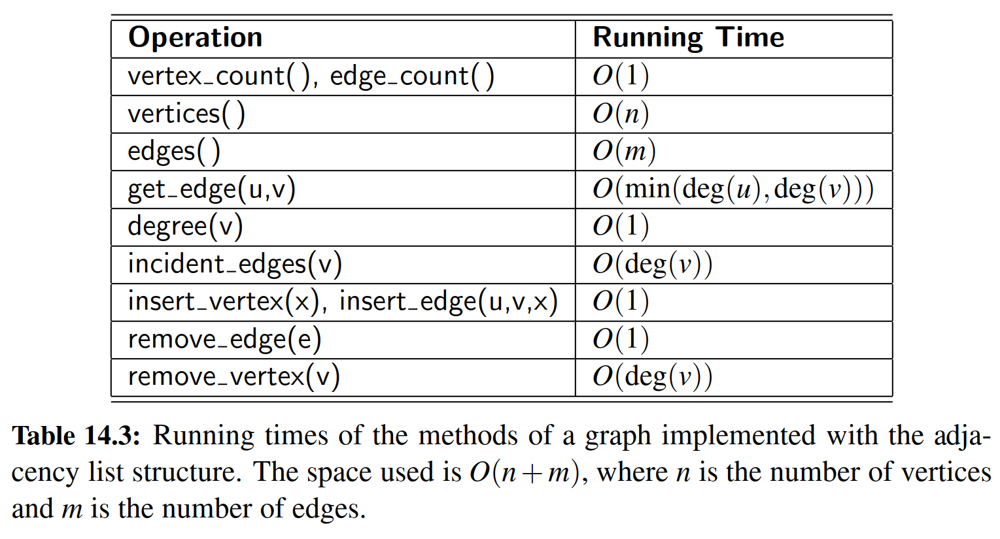 Operation Running Time
vertex_count( ), edge_count( ) O(1)
vertices( ) O(n)
edges( ) O(m)
get_edge(u,v) O(min(deg(u),deg(v)))
degree(v) O(1)
incident_edges(v) O(deg(v))
insert_vertex(x), insert_edge(u,v,x) O(1)
remove_edge(e) O(1)
remove_vertex(v) O(deg(v))
Table 14.3: Running times of the methods of a graph implemented with the adja-
cency list structure. The space used is O(n+m), where n is the number of vertices
and m is the number of edges.